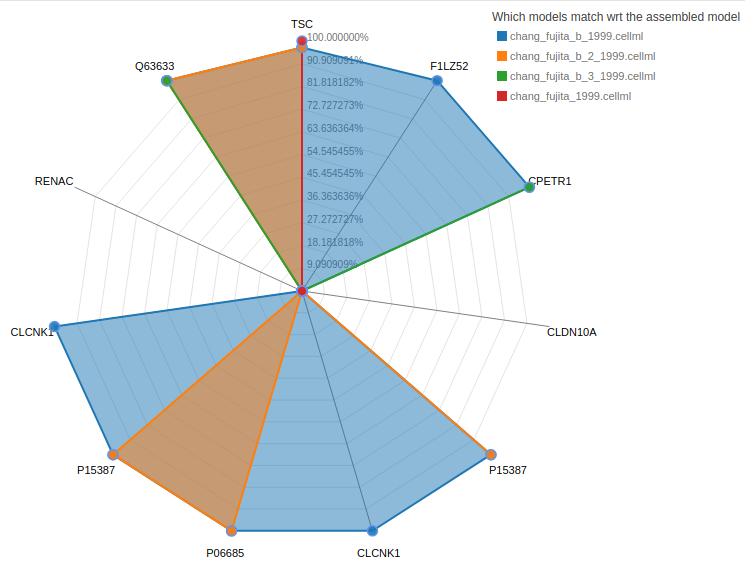 Which models match wrt the assembled model
chang_fujita_b_1999.cellml
chang_fujita_b_2_1999.cellml
chang_fujita_b_3_1999.cellml
chang_fujita_1999.cellml
TSC
100.000000%
90.909091%
81.818182%
72.727273%
63.636364%
54.545455%
45.454545%
36.363636%
27.272727%
18.181818%
9.090909%
Q63633
F1LZ52
RENAC
CPETR1
CLCNK1
CLDN10A
P15387
P15387
P06685
CLCNK1